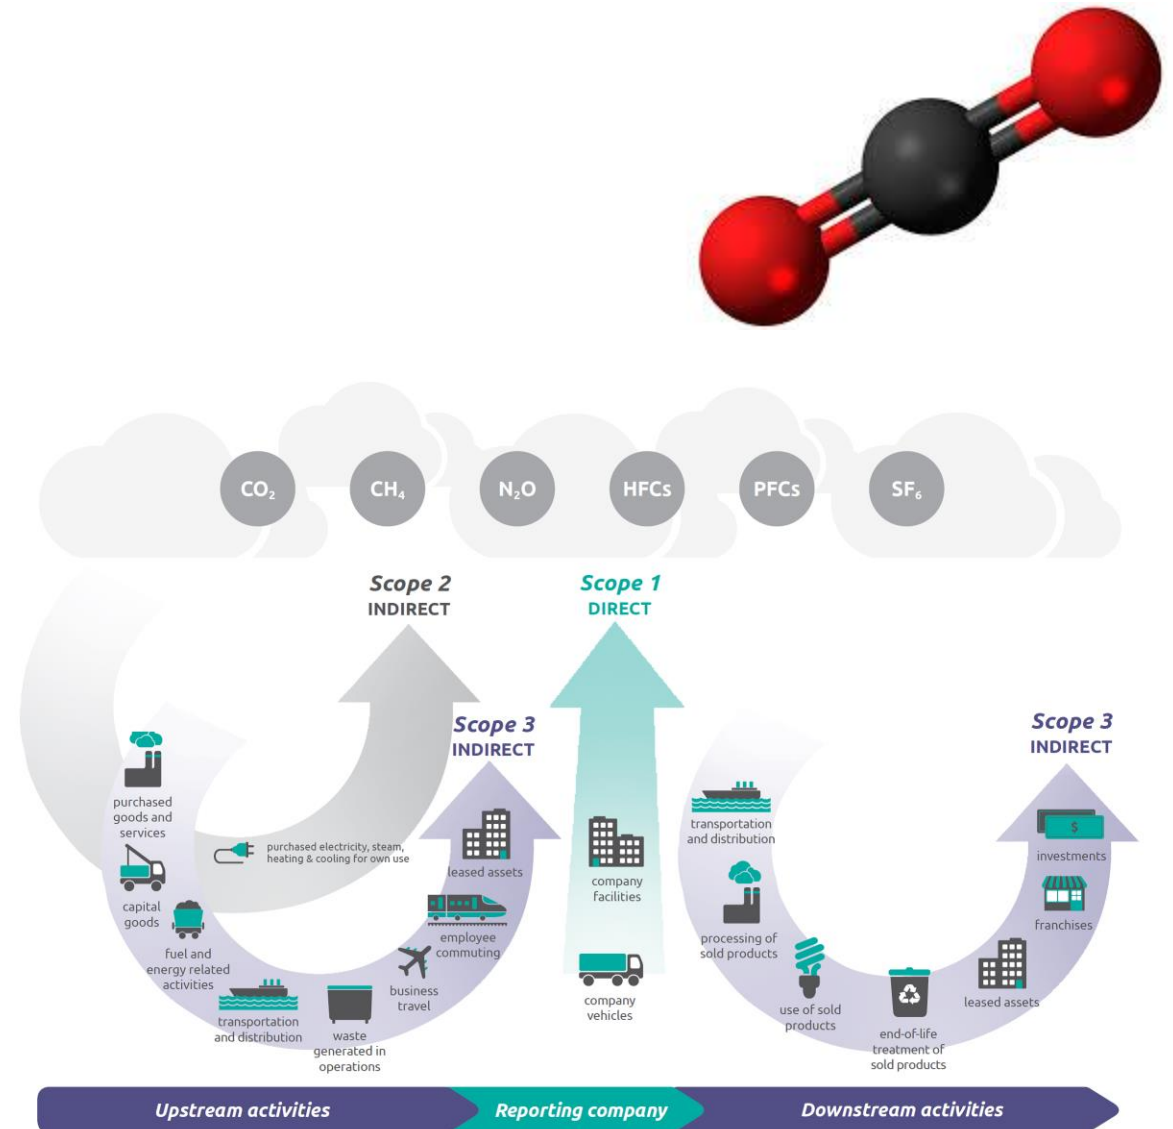 CO₂
CH₄
N₂O
HFCs
PFCs
SF₆
Scope 2
INDIRECT
Scope 1
DIRECT
Scope 3
INDIRECT
Scope 3
INDIRECT
purchased
goods and
services
capital
goods
fuel and
energy related
activities
transportation
and distribution
waste
generated in
operations
business
travel
employee
commuting
leased assets
purchased electricity, steam,
heating & cooling for own use
company
facilities
company
vehicles
transportation
and distribution
processing of
sold products
use of sold
products
end-of-life
treatment of
sold products
leased assets
franchises
investments
$
Upstream activities
Reporting company
Downstream activities